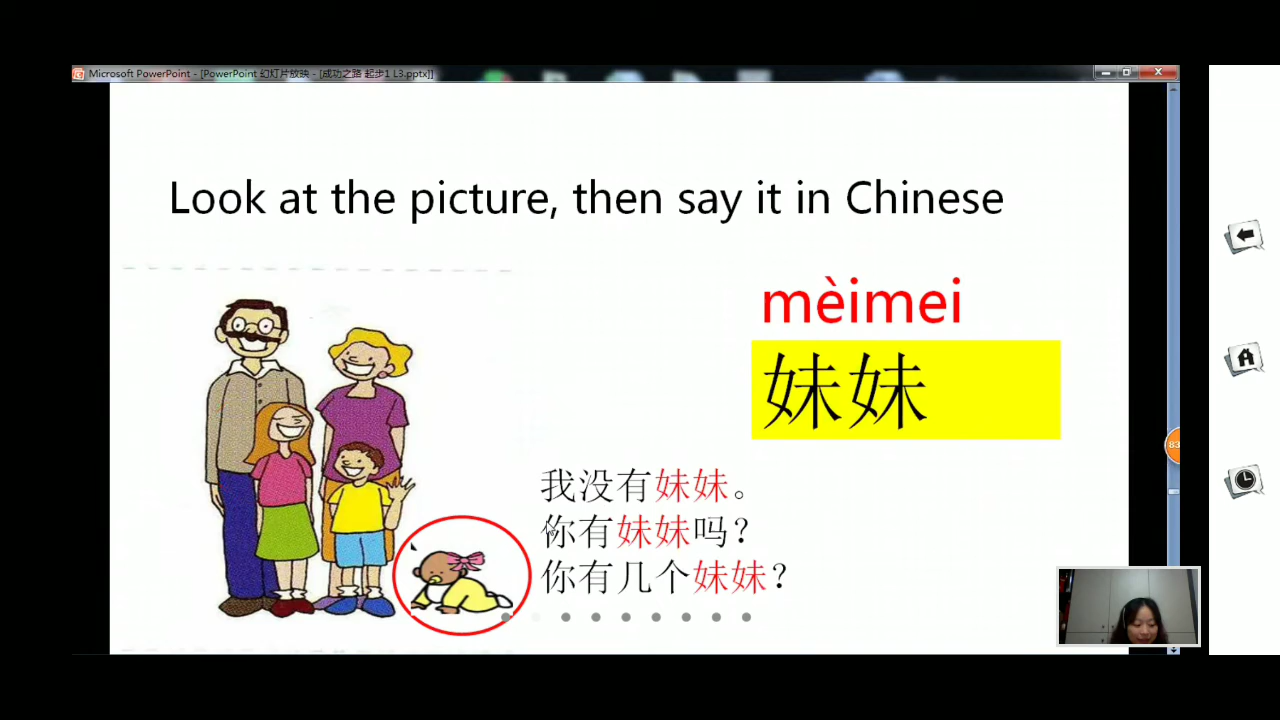 Microsoft PowerPoint - [PowerPoint 幻灯片放映 - [成功之路 起步1 L3.pptx]]
Look at the picture, then say it in Chinese
mèimei
妹妹
我没有妹妹。
你有妹妹吗?
你有几个妹妹?
83